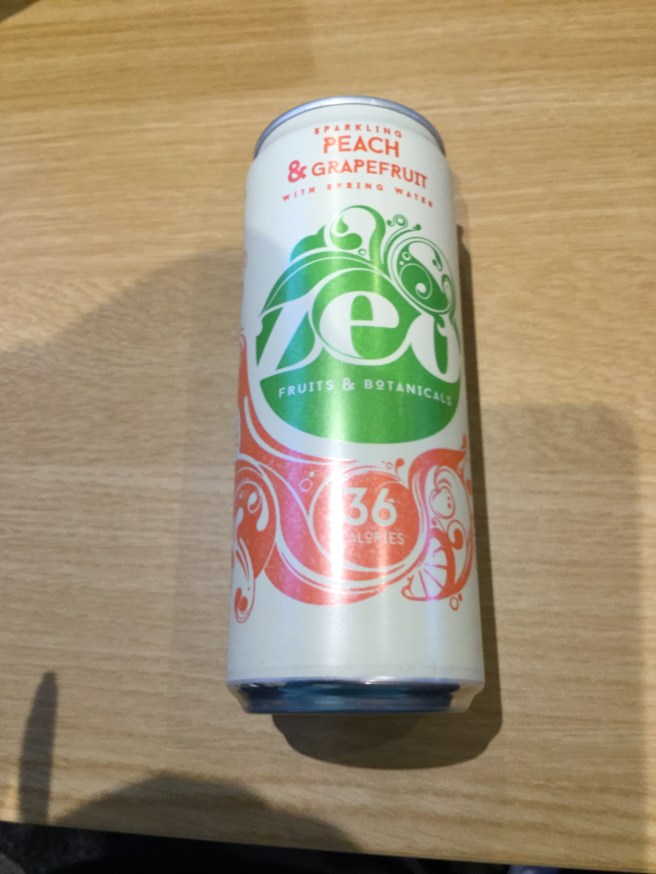 SPARKLING
PEACH
& GRAPEFRUIT
WITH SPRING WATER
Zeo
FRUITS & BOTANICALS
36
CALORIES